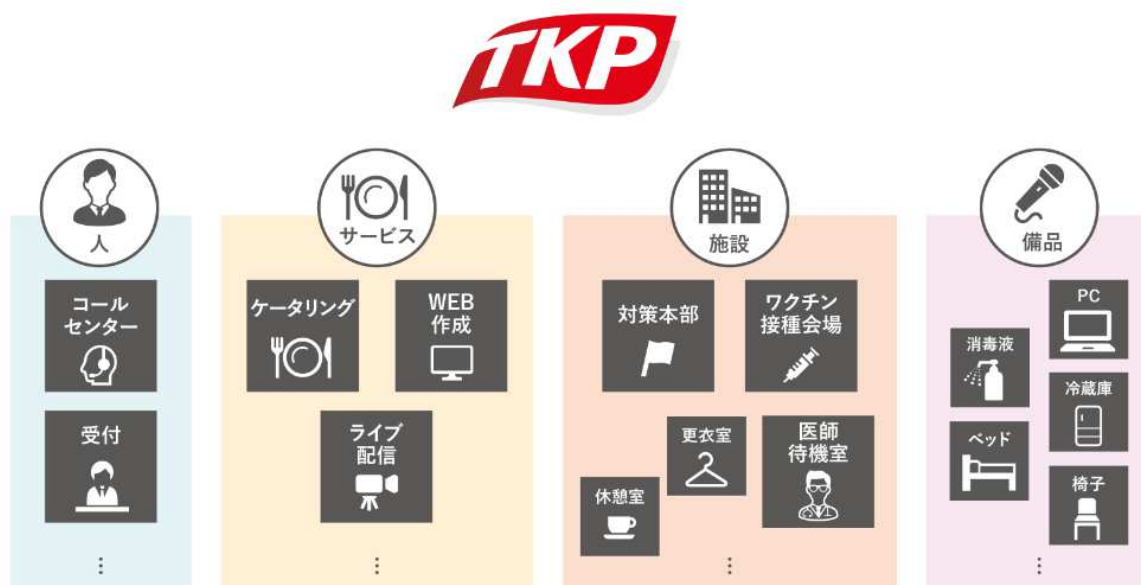 TKP
人
コール
センター
受付
⋮
サービス
ケータリング
WEB
作成
ライブ
配信
⋮
施設
対策本部
ワクチン
接種会場
更衣室
医師
待機室
休憩室
⋮
備品
PC
消毒液
冷蔵庫
ベッド
椅子
⋮